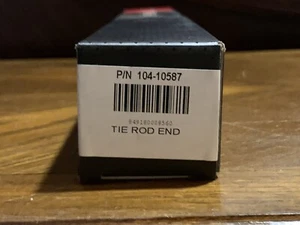 P/N 104-10587
TIE ROD END